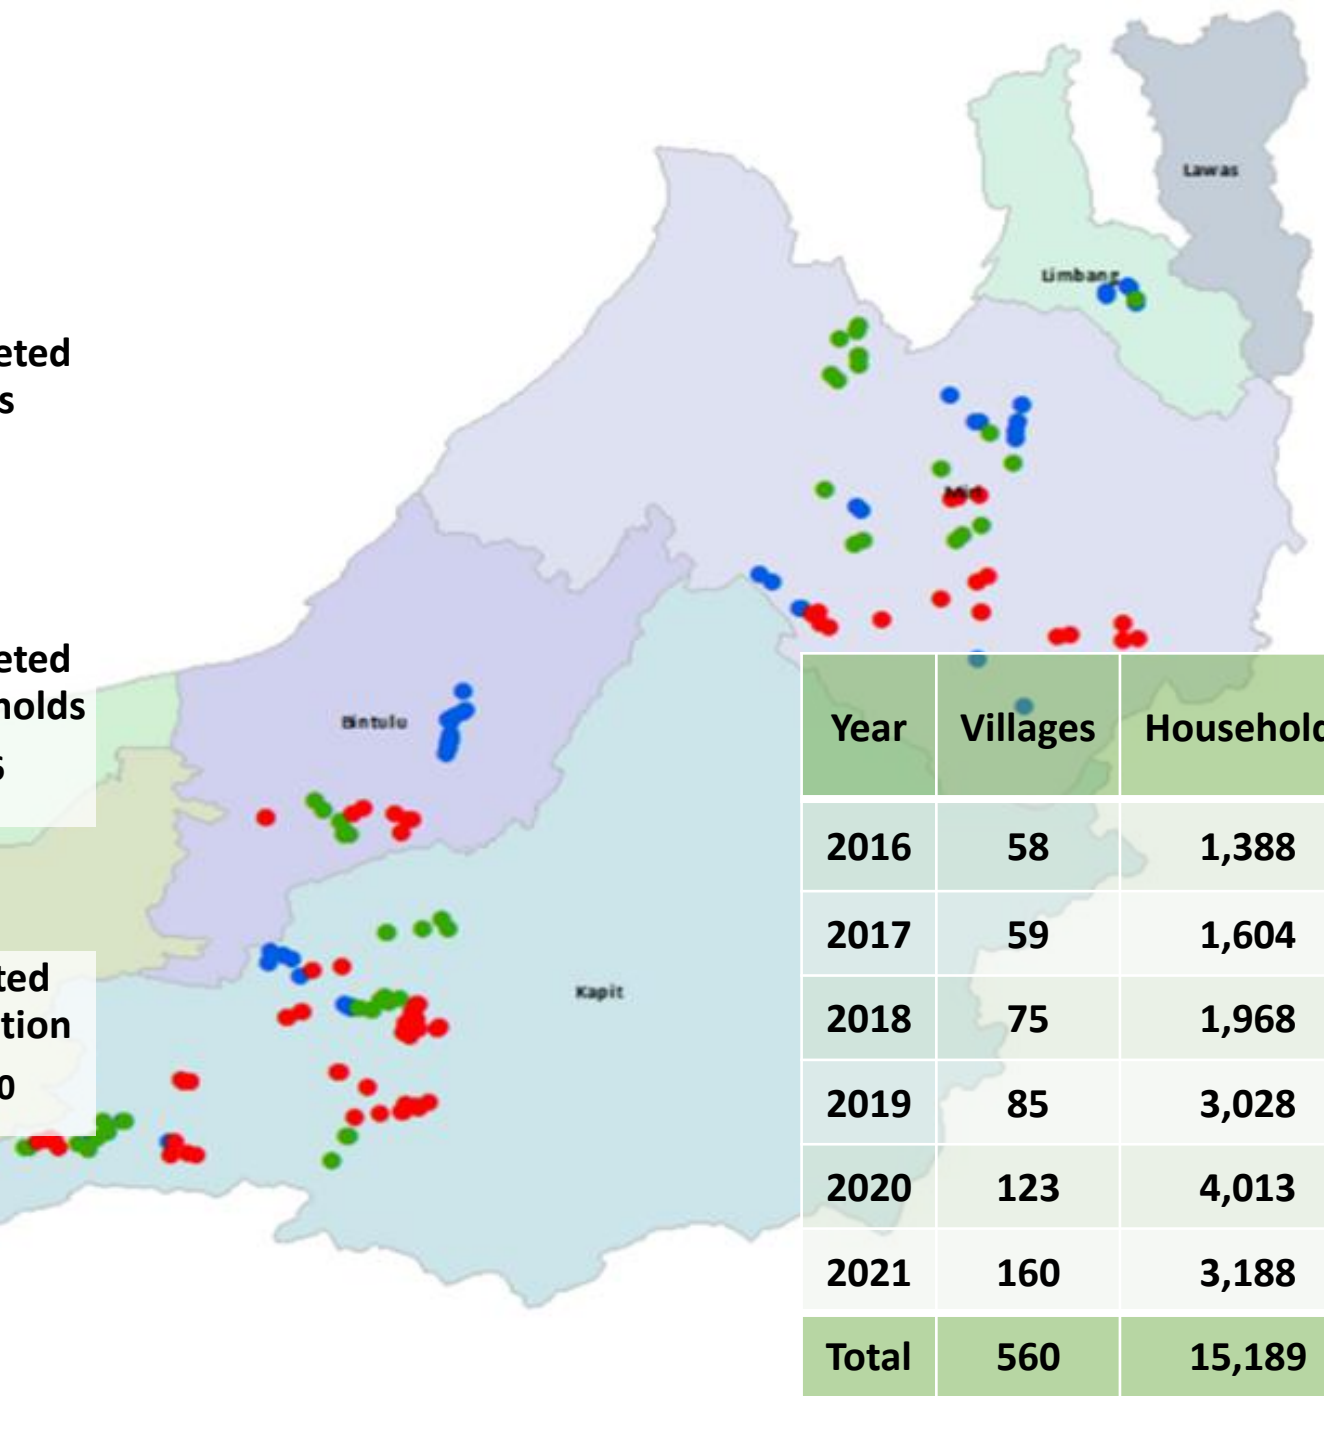 Lawas
Limbang
eted
s
Miri
eted
holds
Bintulu
ted
tion
0
Kapit
Year Villages Household
2016 58 1,388
2017 59 1,604
2018 75 1,968
2019 85 3,028
2020 123 4,013
2021 160 3,188
Total 560 15,189